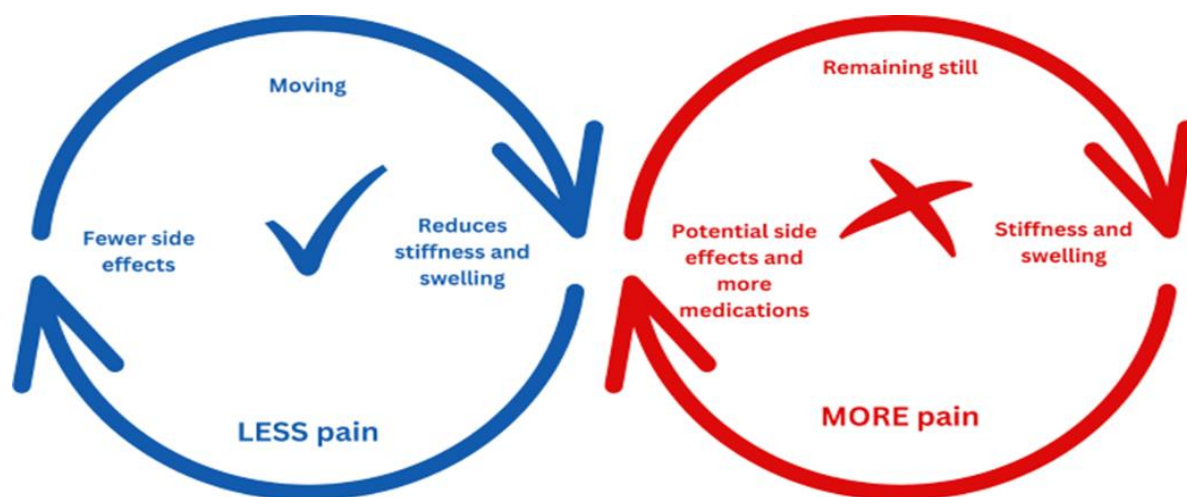 Moving
Reduces
stiffness and
swelling
LESS pain
Fewer side
effects
Remaining still
Stiffness and
swelling
MORE pain
Potential side
effects and
more
medications